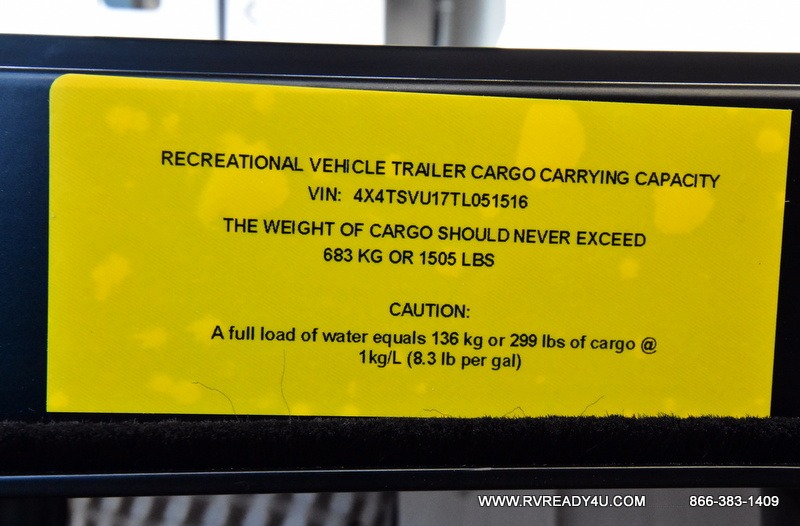 RECREATIONAL VEHICLE TRAILER CARGO CARRYING CAPACITY
VIN: 4X4TSVU17TL051516
THE WEIGHT OF CARGO SHOULD NEVER EXCEED
683 KG OR 1505 LBS
CAUTION:
A full load of water equals 136 kg or 299 lbs of cargo @
1kg/L (8.3 lb per gal)
WWW.RVREADY4U.COM 866-383-1409